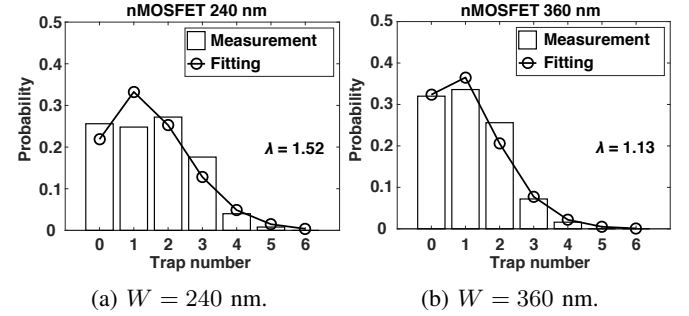 nMOSFET 240 nm
Measurement
Fitting
λ = 1.52
Probability
0.5
0.4
0.3
0.2
0.1
0
0 1 2 3 4 5 6
Trap number
(a) W = 240 nm.
nMOSFET 360 nm
Measurement
Fitting
λ = 1.13
Probability
0.5
0.4
0.3
0.2
0.1
0
0 1 2 3 4 5 6
Trap number
(b) W = 360 nm.